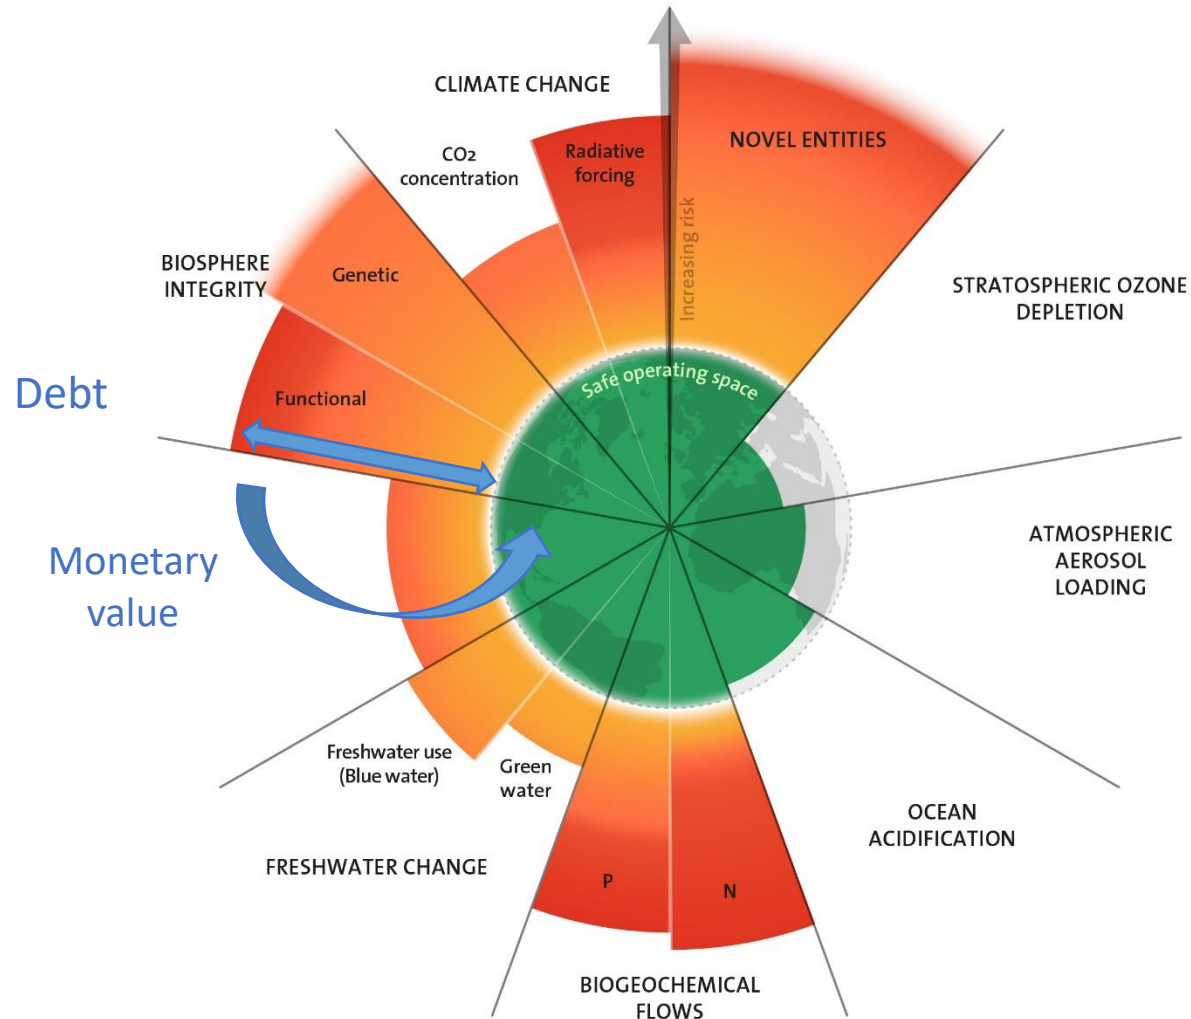 CLIMATE CHANGE
CO2
concentration
Radiative
forcing
NOVEL ENTITIES
Increasing risk
BIOSPHERE
INTEGRITY
Genetic
STRATOSPHERIC OZONE
DEPLETION
Debt
Functional
Safe operating space
Monetary
value
ATMOSPHERIC
AEROSOL
LOADING
Freshwater use
(Blue water)
Green
water
OCEAN
ACIDIFICATION
FRESHWATER CHANGE
P
N
BIOGEOCHEMICAL
FLOWS